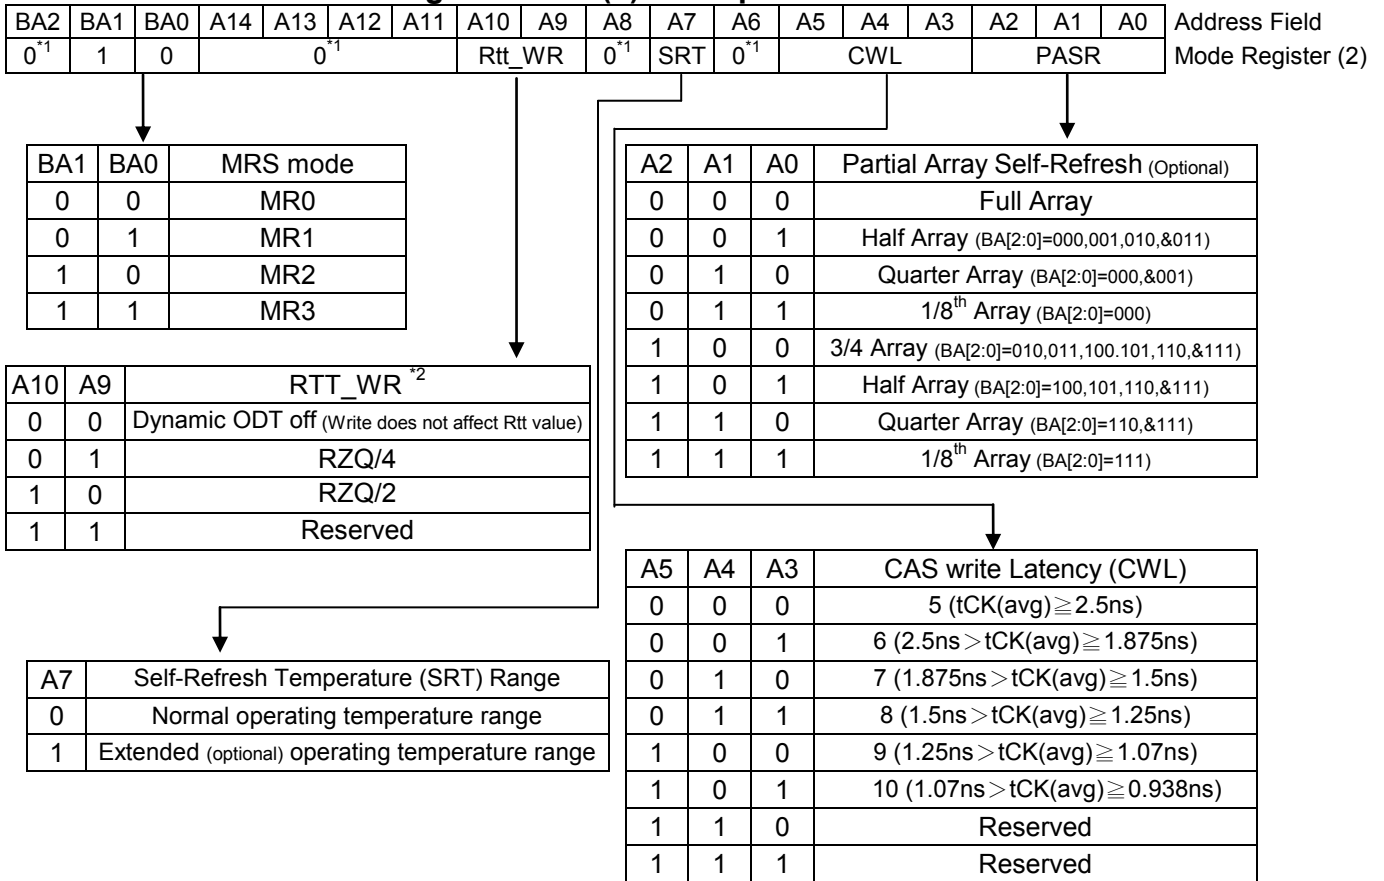 BA2 BA1 BA0 A14 A13 A12 A11 A10 A9 A8 A7 A6 A5 A4 A3 A2 A1 A0 Address Field
0*1 1 0 0*1 Rtt_WR 0*1 SRT 0*1 CWL PASR Mode Register (2)
BA1 BA0 MRS mode
0 0 MR0
0 1 MR1
1 0 MR2
1 1 MR3
A2 A1 A0 Partial Array Self-Refresh (Optional)
0 0 0 Full Array
0 0 1 Half Array (BA[2:0]=000,001,010,&011)
0 1 0 Quarter Array (BA[2:0]=000,&001)
0 1 1 1/8th Array (BA[2:0]=000)
1 0 0 3/4 Array (BA[2:0]=010,011,100.101,110,&111)
1 0 1 Half Array (BA[2:0]=100,101,110,&111)
1 1 0 Quarter Array (BA[2:0]=110,&111)
1 1 1 1/8th Array (BA[2:0]=111)
A10 A9 RTT_WR *2
0 0 Dynamic ODT off (Write does not affect Rtt value)
0 1 RZQ/4
1 0 RZQ/2
1 1 Reserved
A7 Self-Refresh Temperature (SRT) Range
0 Normal operating temperature range
1 Extended (optional) operating temperature range
A5 A4 A3 CAS write Latency (CWL)
0 0 0 5 (tCK(avg)≧2.5ns)
0 0 1 6 (2.5ns>tCK(avg)≧1.875ns)
0 1 0 7 (1.875ns>tCK(avg)≧1.5ns)
0 1 1 8 (1.5ns>tCK(avg)≧1.25ns)
1 0 0 9 (1.25ns>tCK(avg)≧1.07ns)
1 0 1 10 (1.07ns>tCK(avg)≧0.938ns)
1 1 0 Reserved
1 1 1 Reserved